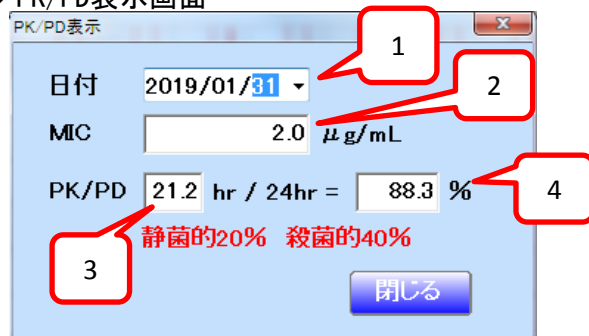 PK/PD表示画面
PK/PD表示
1
日付 2019/01/31
2
MIC 2.0 μg/mL
PK/PD 21.2 hr / 24hr = 88.3 %
4
静菌的20% 殺菌的40%
3
閉じる